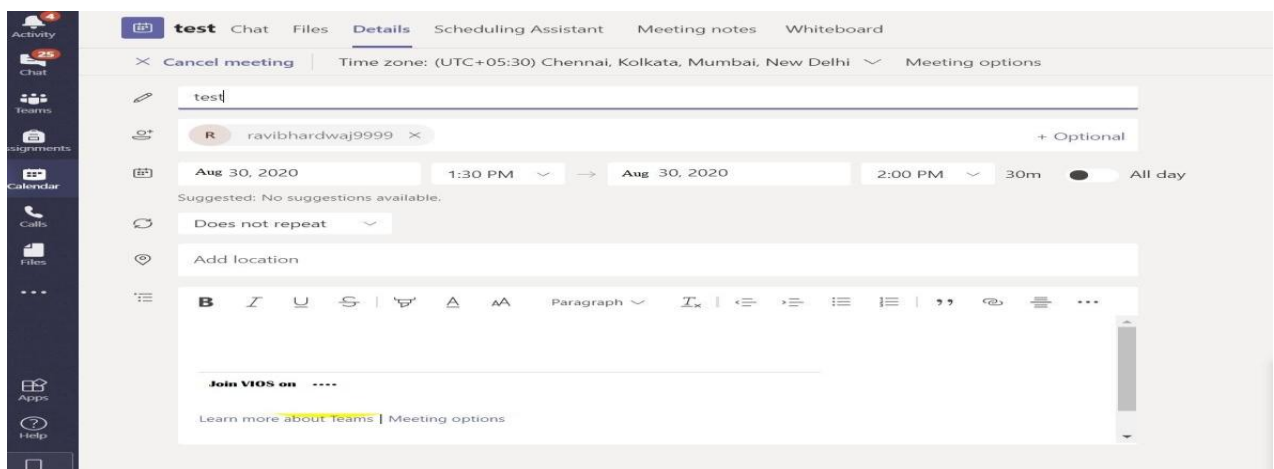 4
Activity
25
Chat
Teams
ssignments
Calendar
Calls
Files
Apps
Help
test Chat Files Details Scheduling Assistant Meeting notes Whiteboard
× Cancel meeting Time zone: (UTC+05:30) Chennai, Kolkata, Mumbai, New Delhi Meeting options
test
R ravibhardwaj9999 × + Optional
Aug 30, 2020 1:30 PM → Aug 30, 2020 2:00 PM 30m All day
Suggested: No suggestions available.
Does not repeat
Add location
B I U S A AA Paragraph Tx
Join VIOS on ····
Learn more about Teams | Meeting options